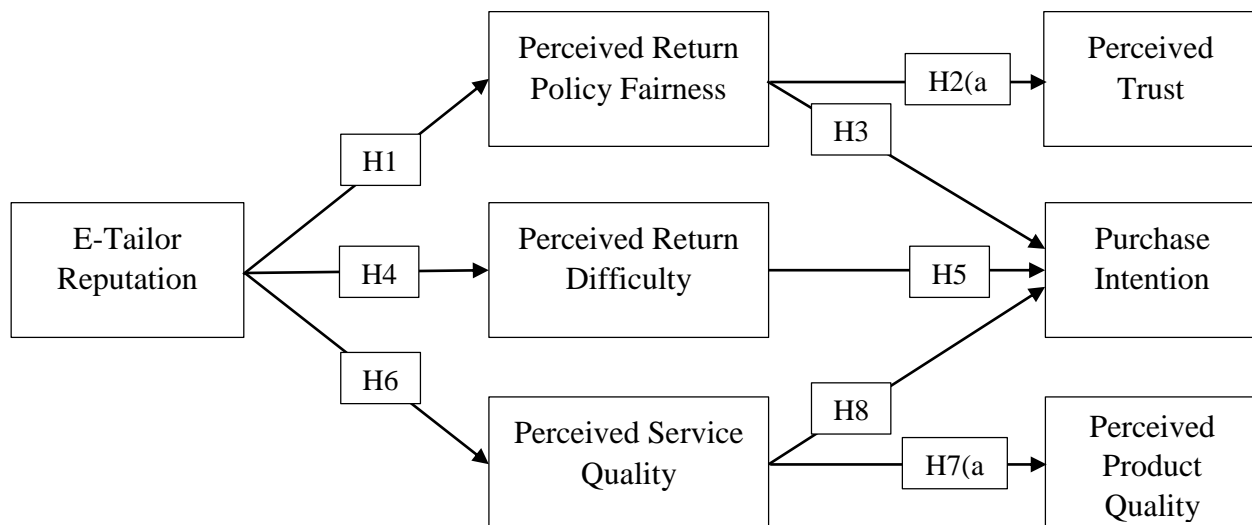 Perceived Return
Policy Fairness
H2(a
Perceived
Trust
H1
H3
E-Tailor
Reputation
H4
Perceived Return
Difficulty
H5
Purchase
Intention
H6
H8
Perceived Service
Quality
H7(a
Perceived
Product
Quality